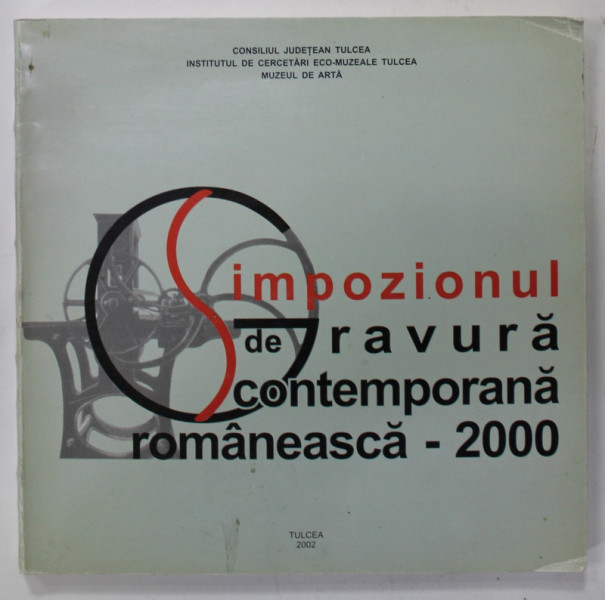 CONSILIUL JUDEȚEAN TULCEA
INSTITUTUL DE CERCETĂRI ECO-MUZEALE TULCEA
MUZEUL DE ARTĂ
Simpozionul
de Gravură
contemporană
românească - 2000
TULCEA
2002